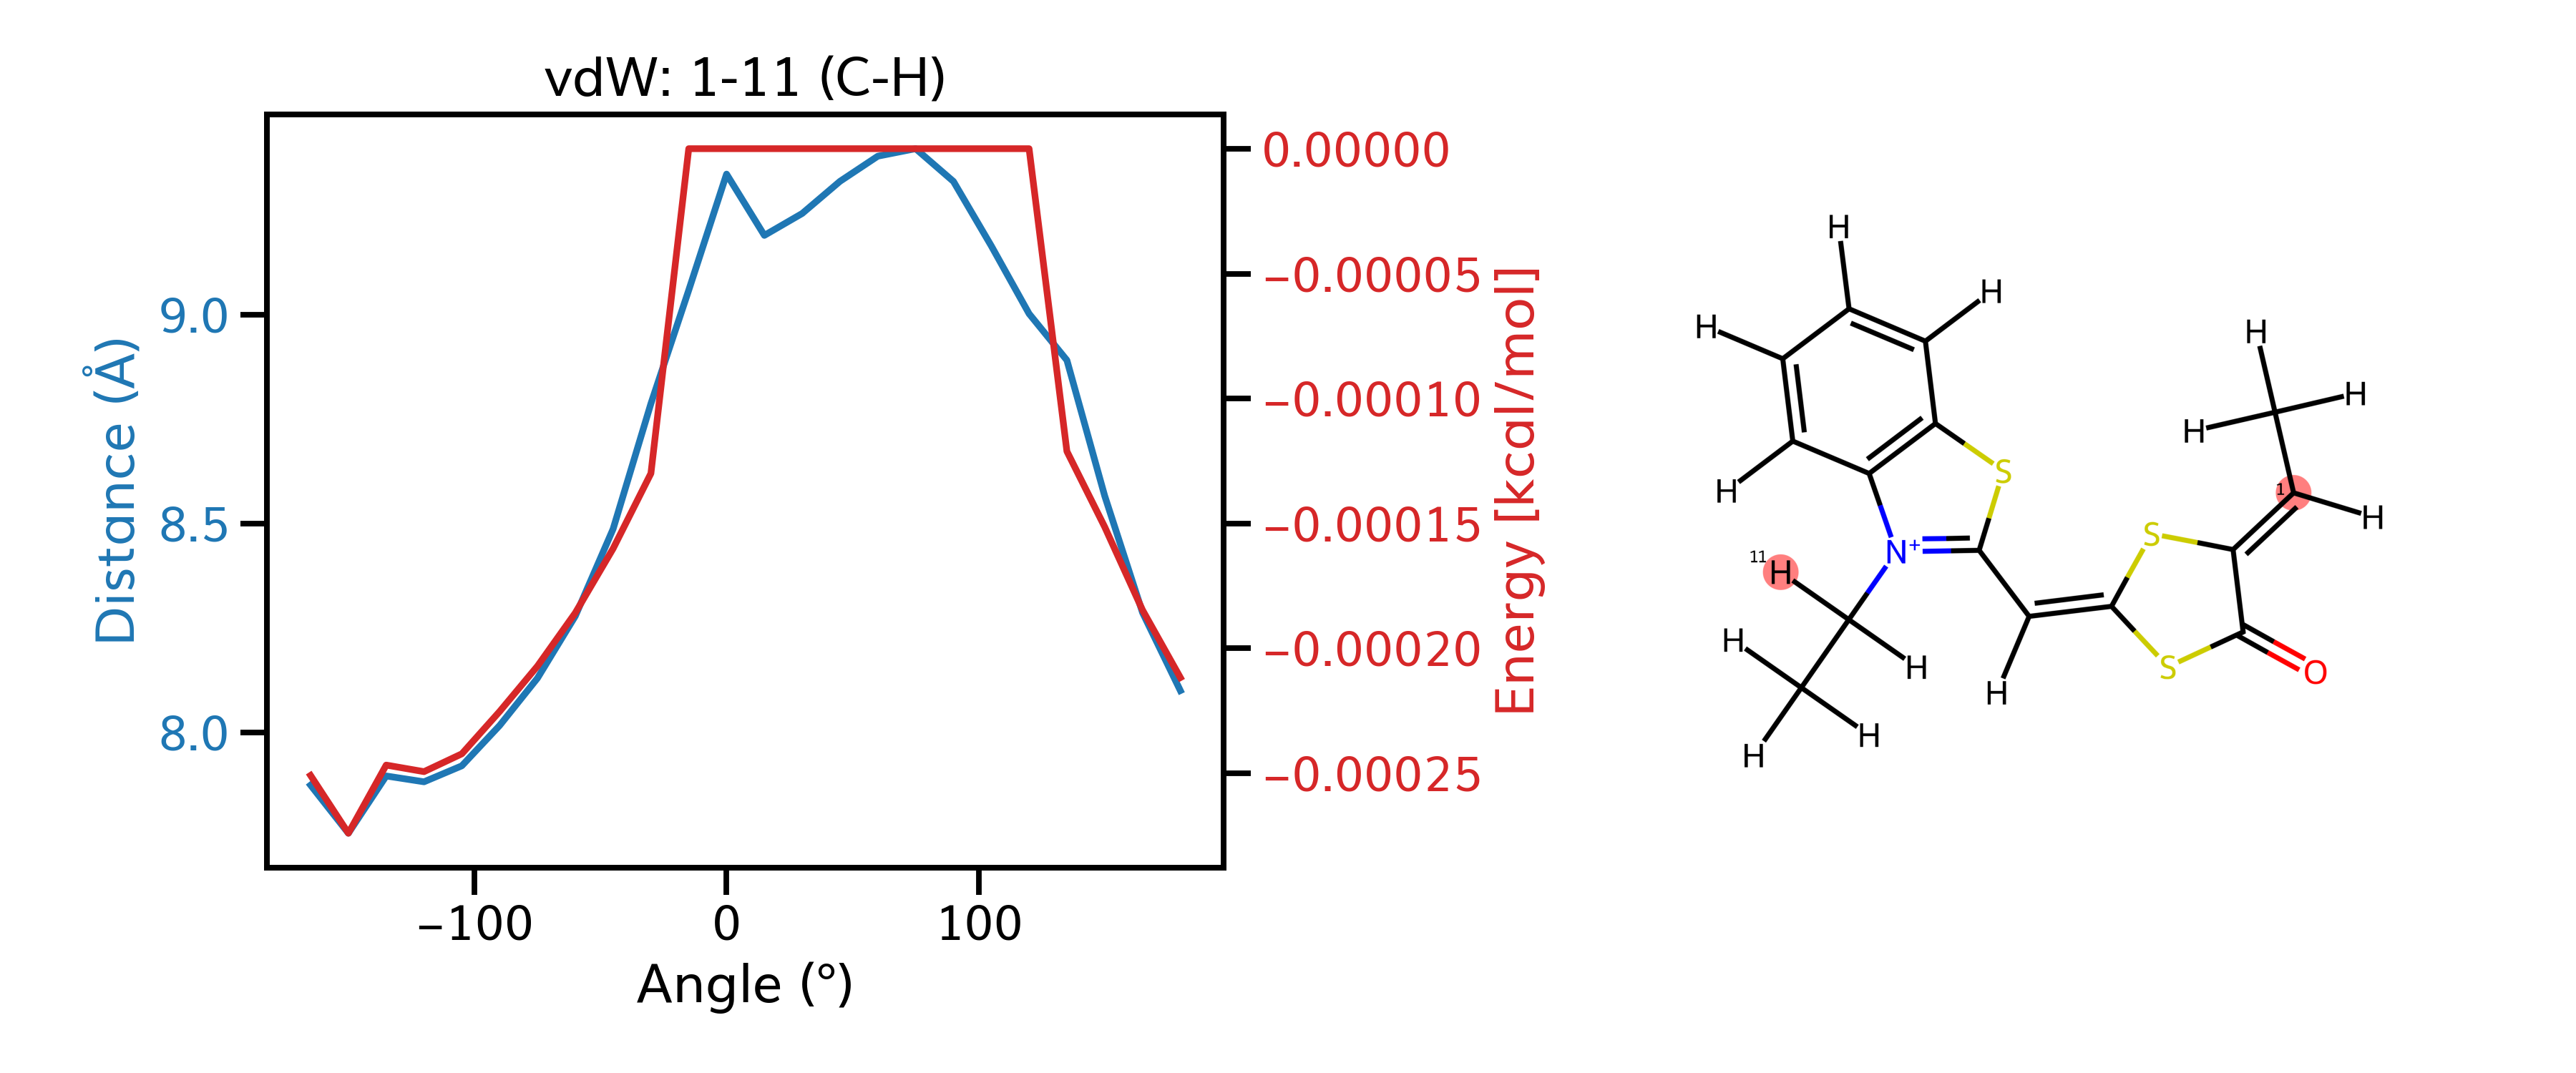 vdW: 1-11 (C-H)
Distance (Å)
9.0
8.5
8.0
0.00000
−0.00005
−0.00010
−0.00015
−0.00020
−0.00025
Energy [kcal/mol]
−100 0 100
Angle (°)
H
H
H
H
H
H
H
S
H
1
H
S
N+
11
H
H
H
H
S
O
H
H
H